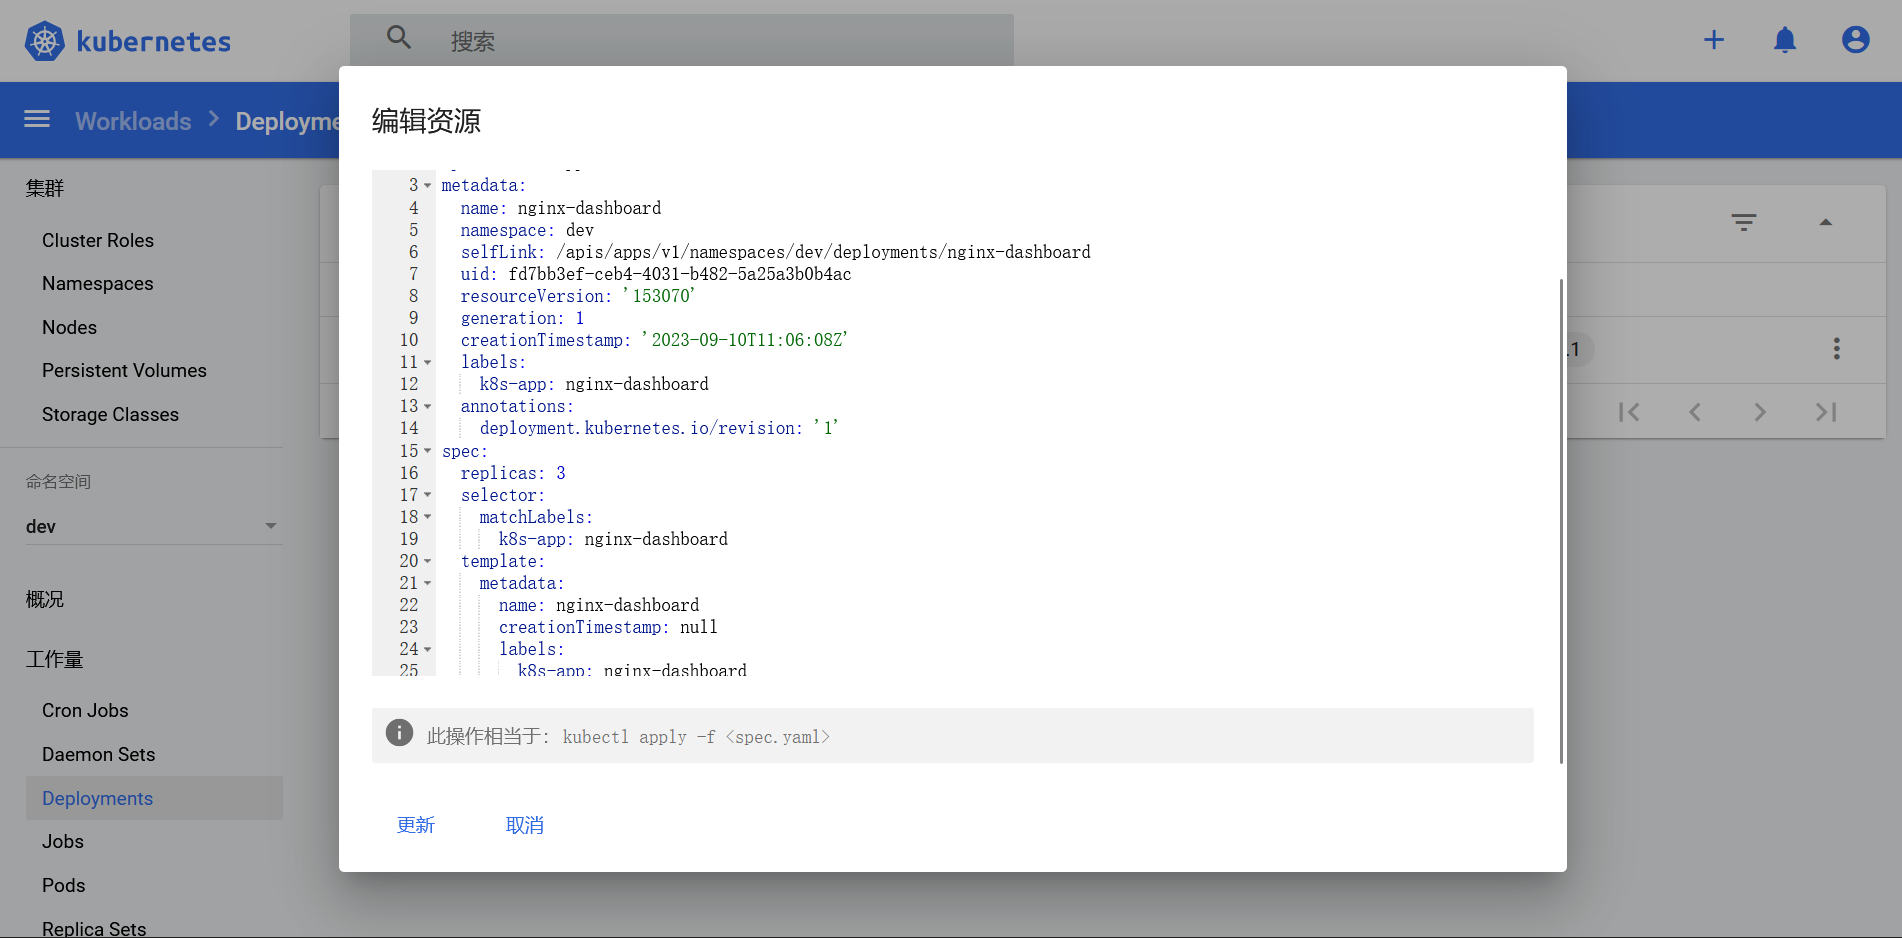 kubernetes
搜索
Workloads
Deployme
编辑资源
3 metadata:
4 name: nginx-dashboard
5 namespace: dev
6 selfLink: /apis/apps/v1/namespaces/dev/deployments/nginx-dashboard
7 uid: fd7bb3ef-ceb4-4031-b482-5a25a3b0b4ac
8 resourceVersion: '153070'
9 generation: 1
10 creationTimestamp: '2023-09-10T11:06:08Z'
11 labels:
12 k8s-app: nginx-dashboard
13 annotations:
14 deployment.kubernetes.io/revision: '1'
15 spec:
16 replicas: 3
17 selector:
18 matchLabels:
19 k8s-app: nginx-dashboard
20 template:
21 metadata:
22 name: nginx-dashboard
23 creationTimestamp: null
24 labels:
25 k8s-app: nginx-dashboard
此操作相当于: kubectl apply -f <spec.yaml>
更新
取消
集群
Cluster Roles
Namespaces
Nodes
Persistent Volumes
Storage Classes
命名空间
dev
概况
工作量
Cron Jobs
Daemon Sets
Deployments
Jobs
Pods
Replica Sets
.1